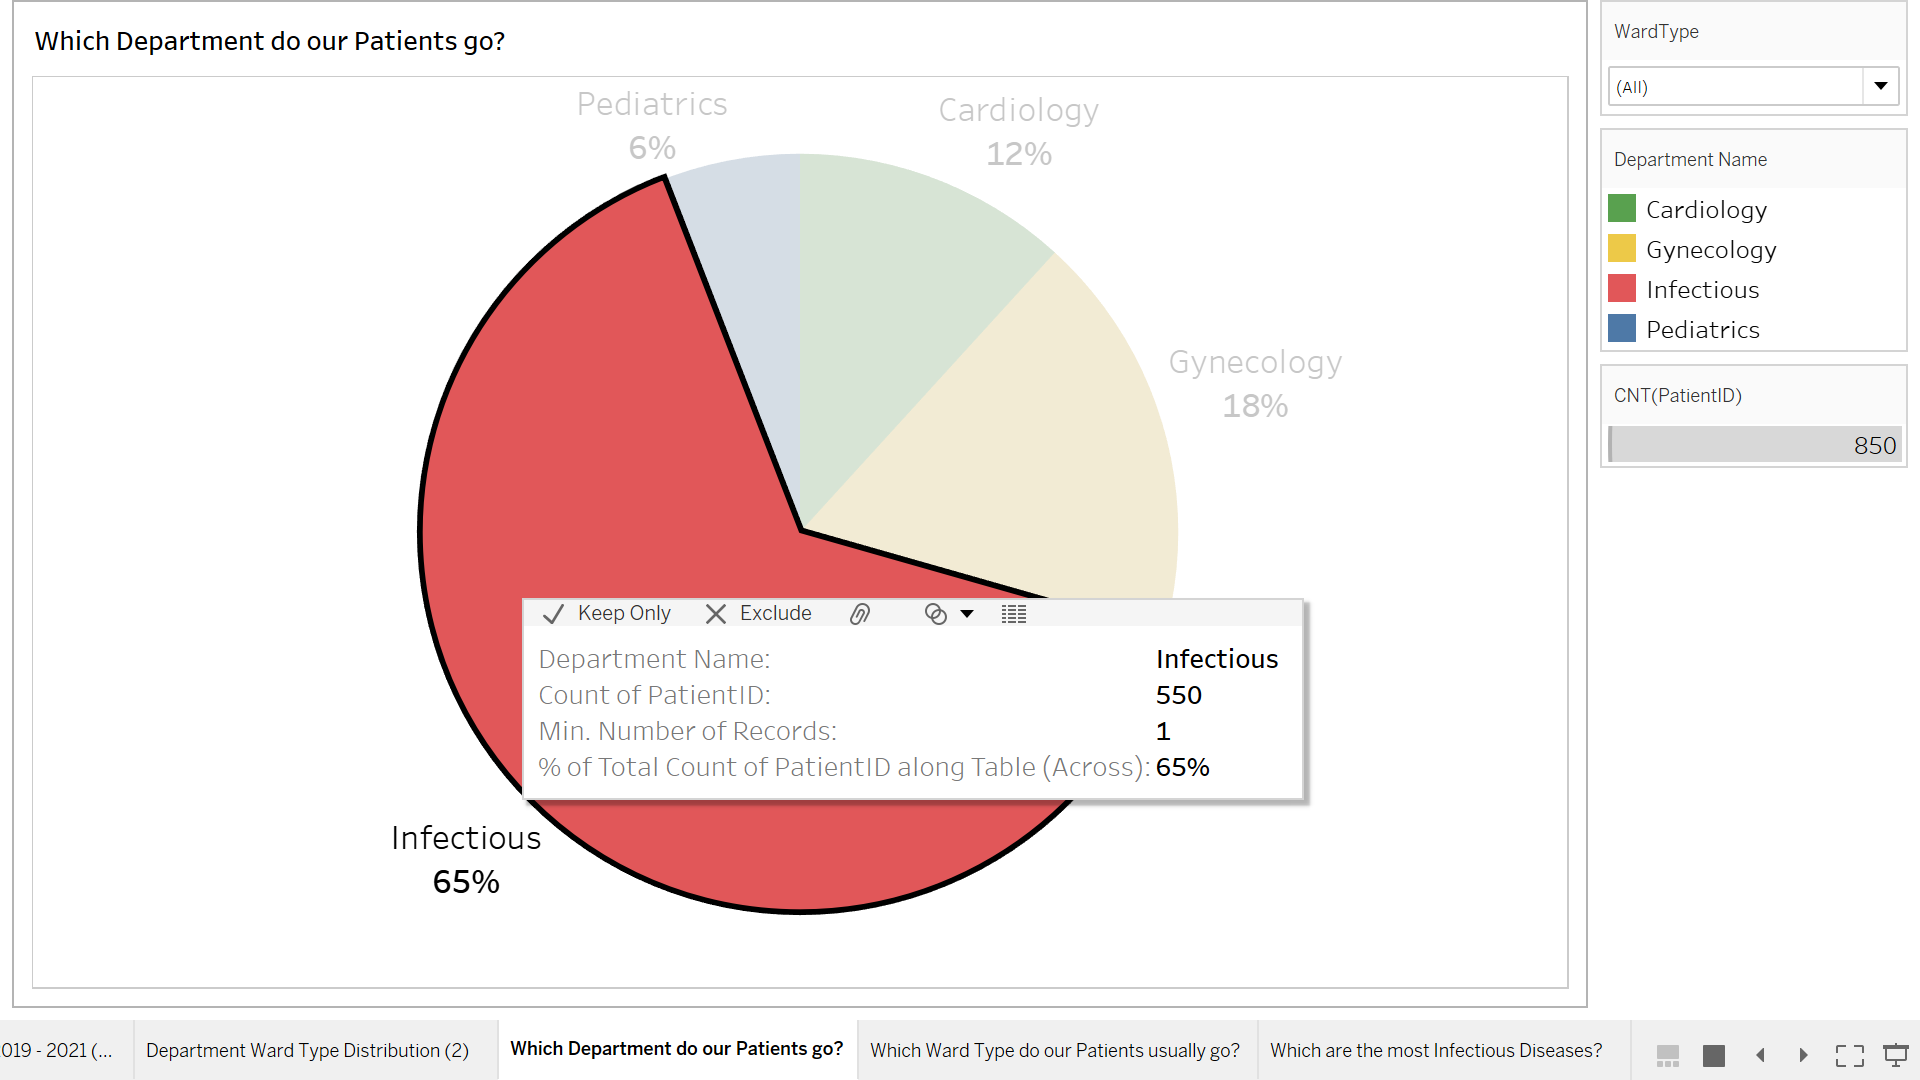 Which Department do our Patients go?
Pediatrics
6%
Cardiology
12%
Gynecology
18%
Infectious
65%
Keep Only
Exclude
Department Name: Infectious
Count of PatientID: 550
Min. Number of Records: 1
% of Total Count of PatientID along Table (Across): 65%
WardType
(All)
Department Name
Cardiology
Gynecology
Infectious
Pediatrics
CNT(PatientID)
850
019 - 2021 (...
Department Ward Type Distribution (2)
Which Department do our Patients go?
Which Ward Type do our Patients usually go?
Which are the most Infectious Diseases?